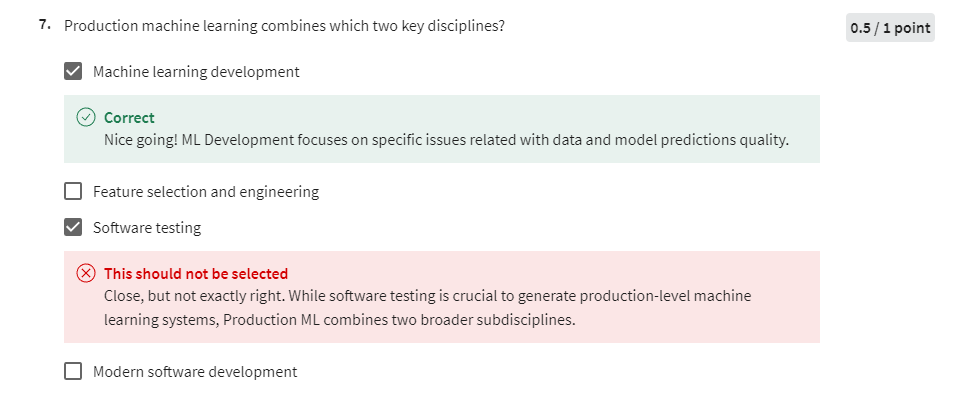 7. Production machine learning combines which two key disciplines?
0.5 / 1 point
Machine learning development
Correct
Nice going! ML Development focuses on specific issues related with data and model predictions quality.
Feature selection and engineering
Software testing
This should not be selected
Close, but not exactly right. While software testing is crucial to generate production-level machine
learning systems, Production ML combines two broader subdisciplines.
Modern software development